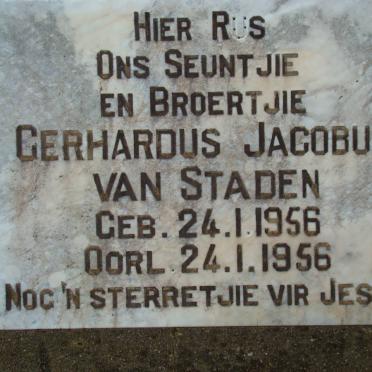 HIER RUS
ONS SEUNTJIE
EN BROERTJIE
GERHARDUS JACOBU
VAN STADEN
GEB. 24.1.1956
OORL 24.1.1956
NOG 'N STERRETJIE VIR JES